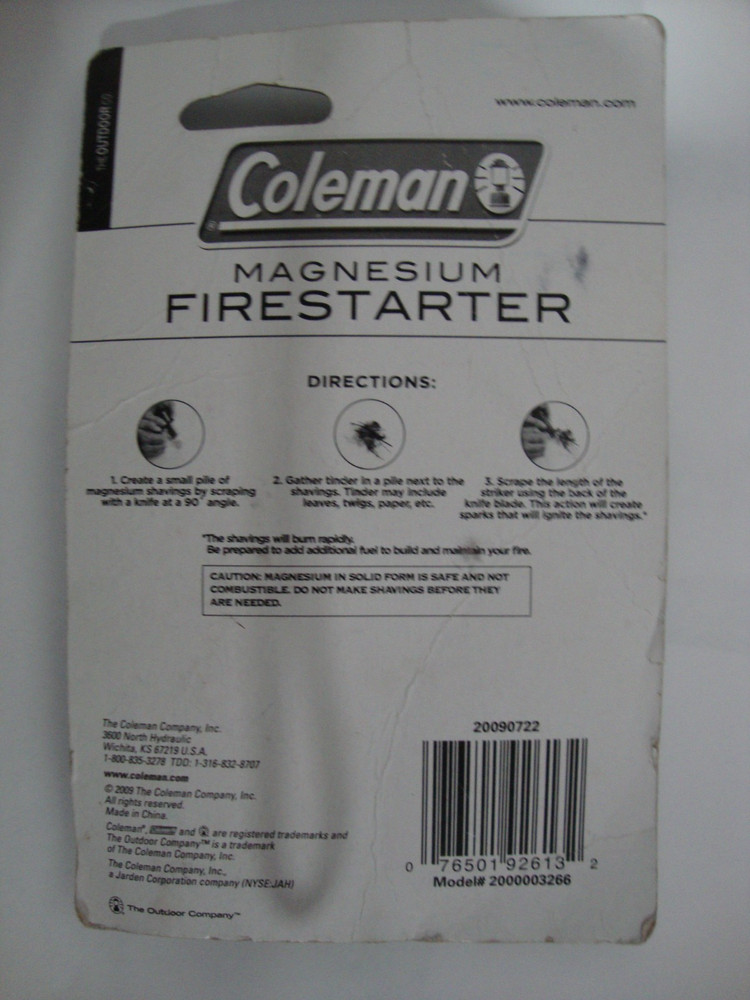 THE OUTDOOR CO
www.coleman.com
Coleman
®
MAGNESIUM
FIRESTARTER
DIRECTIONS:
1. Create a small pile of
magnesium shavings by scraping
with a knife at a 90° angle.
2. Gather tinder in a pile next to the
shavings. Tinder may include
leaves, twigs, paper, etc.
3. Scrape the length of the
striker using the back of the
knife blade. This action will create
sparks that will ignite the shavings.*
*The shavings will burn rapidly.
Be prepared to add additional fuel to build and maintain your fire.
CAUTION: MAGNESIUM IN SOLID FORM IS SAFE AND NOT
COMBUSTIBLE. DO NOT MAKE SHAVINGS BEFORE THEY
ARE NEEDED.
The Coleman Company, Inc.
3600 North Hydraulic
Wichita, KS 67219 U.S.A.
1-800-835-3278 TDD: 1-316-832-8707
www.coleman.com
© 2009 The Coleman Company, Inc.
All rights reserved.
Made in China.
Coleman®, Coleman and are registered trademarks and
The Outdoor Company™ is a trademark
of The Coleman Company, Inc.
The Coleman Company, Inc.,
a Jarden Corporation company (NYSE:JAH)
The Outdoor Company™
20090722
0 76501 92613 2
Model# 2000003266